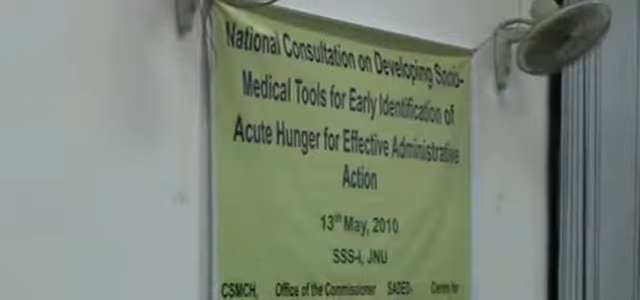 National Consultation on Developing Socio-
Medical Tools for Early Identification of
Acute Hunger for Effective Administrative
Action
13th May, 2010
SSS-I, JNU
CSMCH, Office of the Commissioner SADED- Centre for